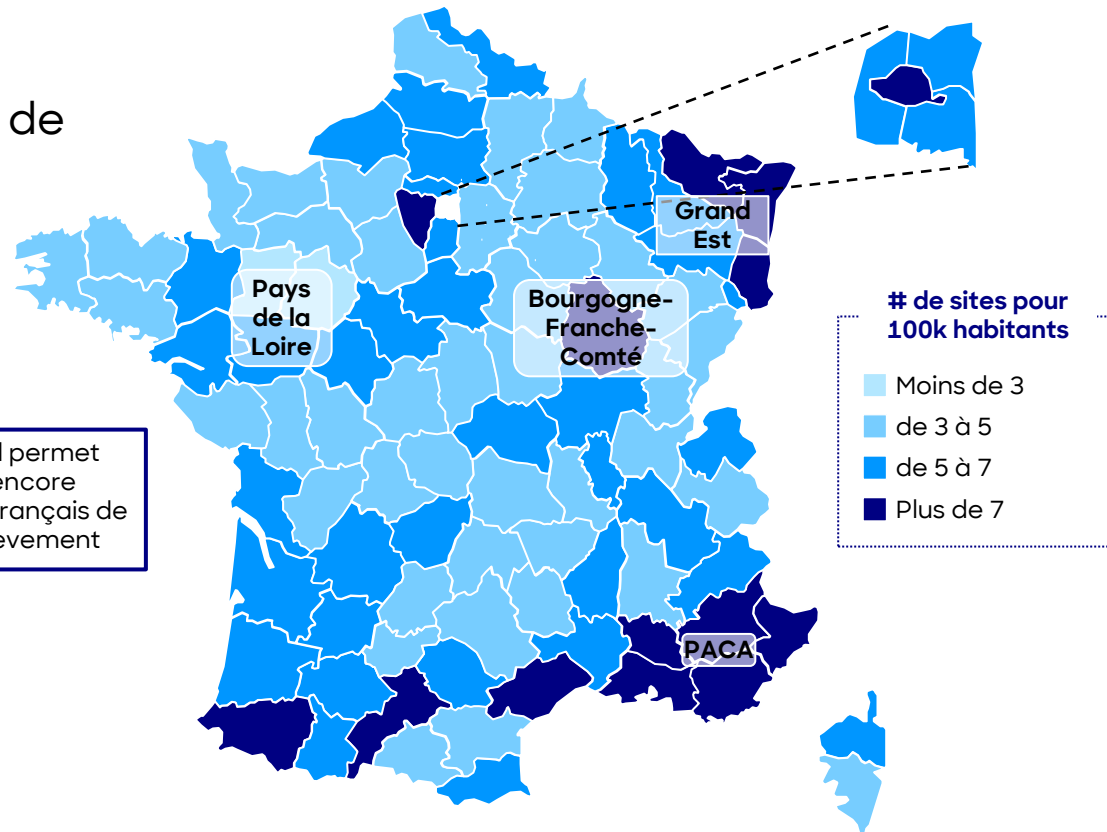 de
Grand
Est
Pays
de la
Loire
Bourgogne-
Franche-
Comté
# de sites pour
100k habitants
Moins de 3
de 3 à 5
de 5 à 7
Plus de 7
permet
encore
rançais de
èvement
PACA